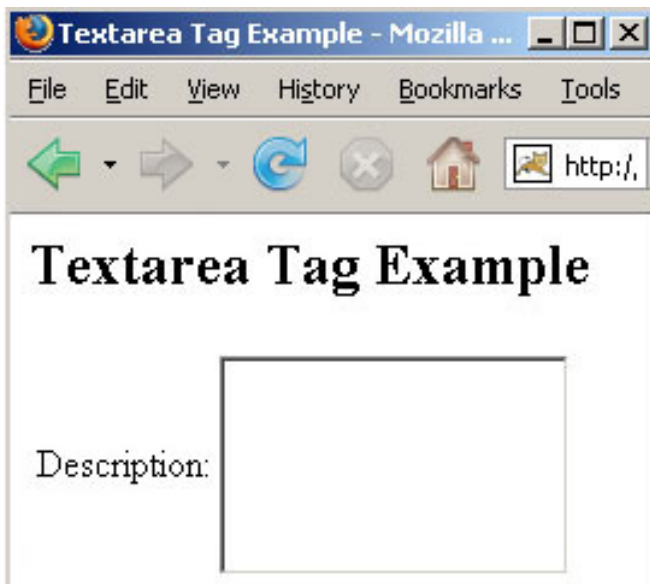 Textarea Tag Example - Mozilla ...
File Edit View History Bookmarks Tools
http:/,
Textarea Tag Example
Description: